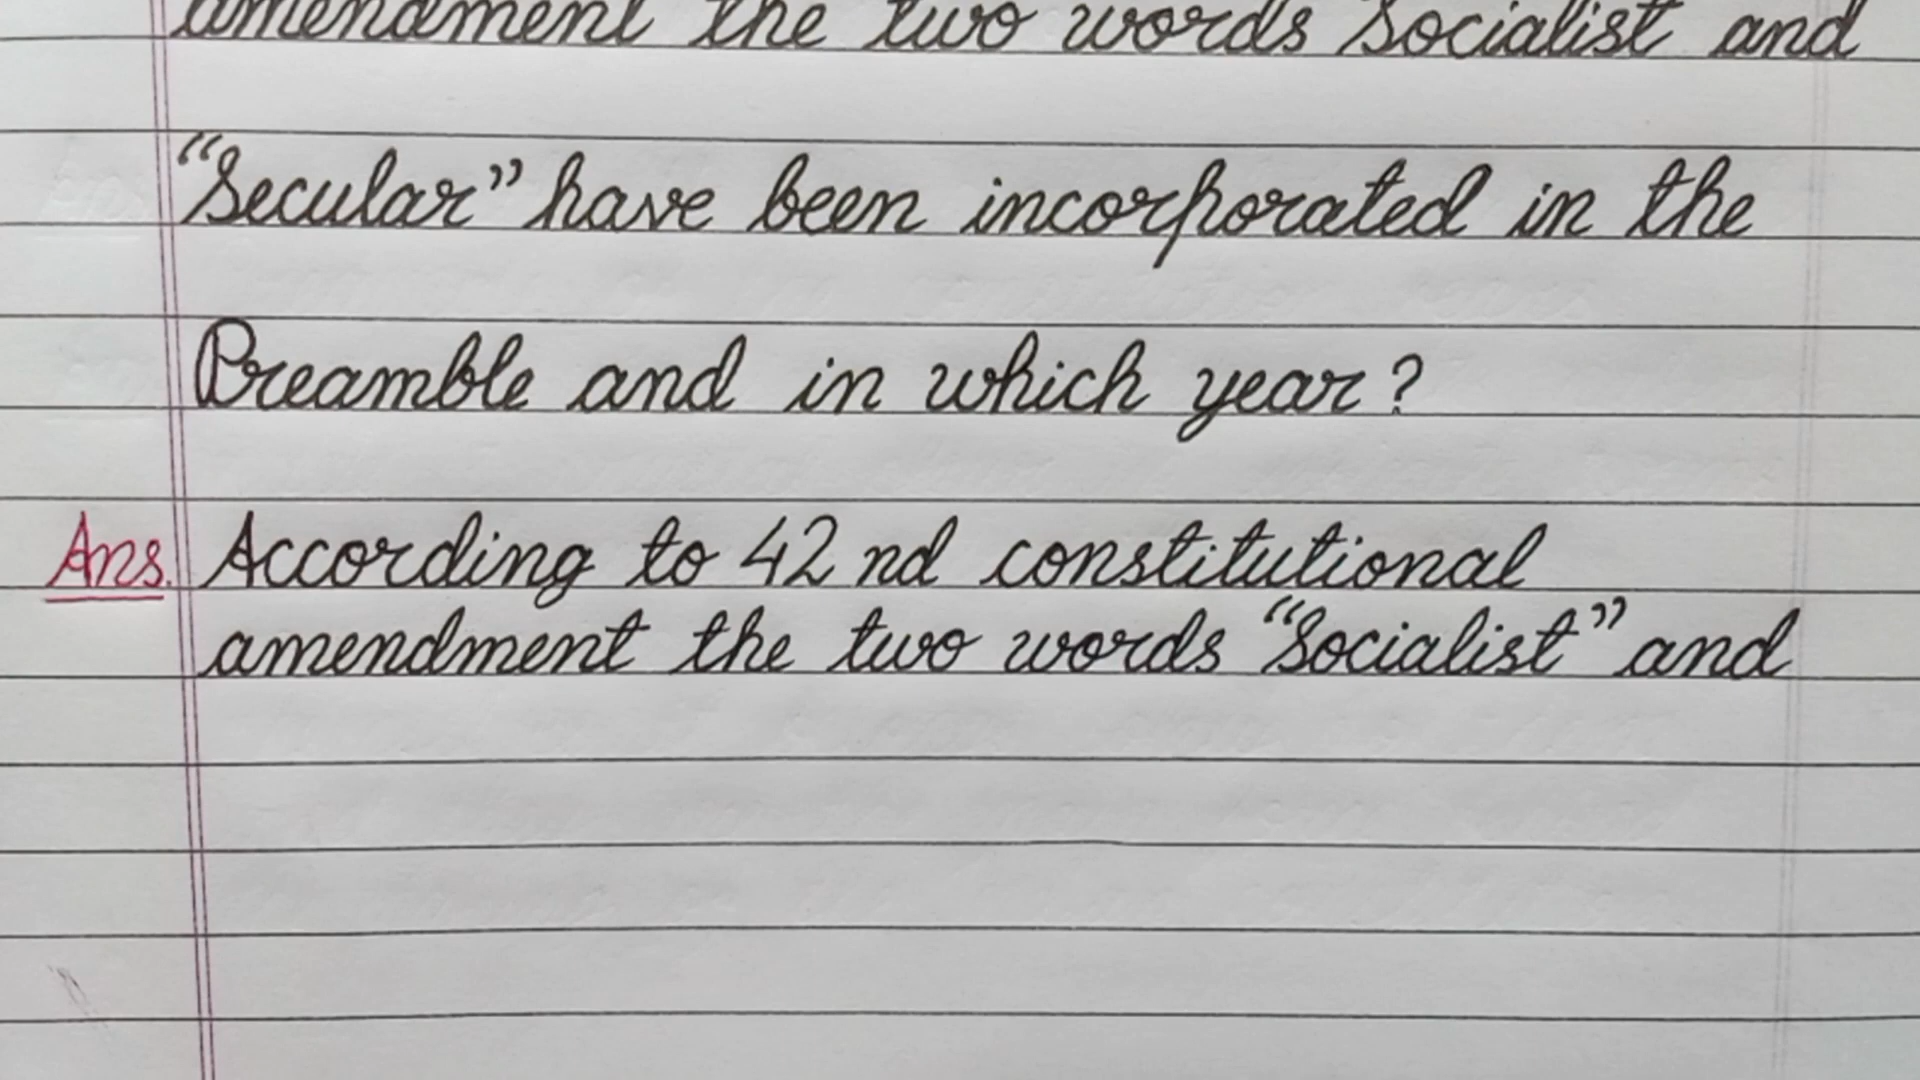 amendment the two words Socialist and
"Secular" have been incorporated in the
Preamble and in which year?
Ans. According to 42 nd constitutional
amendment the two words "Socialist" and